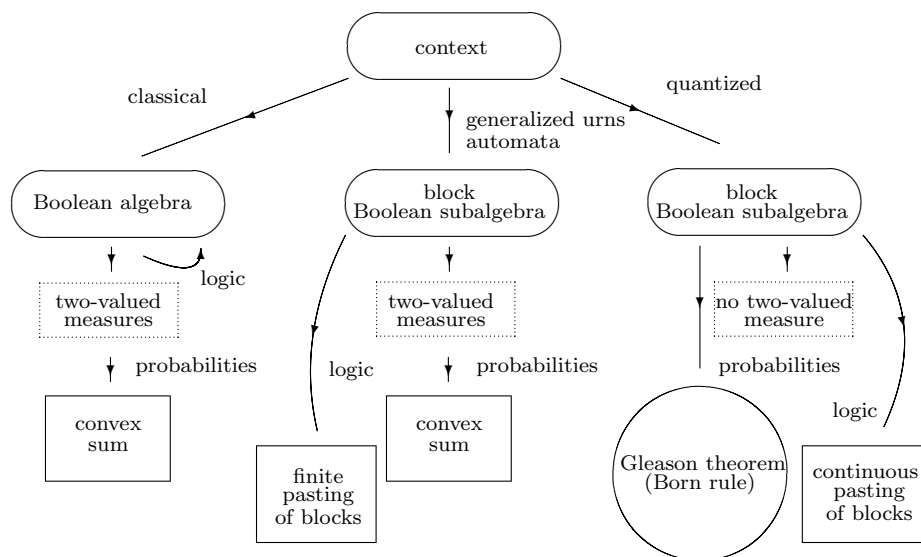 context
classical
quantized
generalized urns
automata
Boolean algebra
block
Boolean subalgebra
block
Boolean subalgebra
logic
two-valued
measures
two-valued
measures
no two-valued
measure
probabilities
logic
probabilities
probabilities
convex
sum
convex
sum
logic
Gleason theorem
(Born rule)
finite
pasting
of blocks
continuous
pasting
of blocks